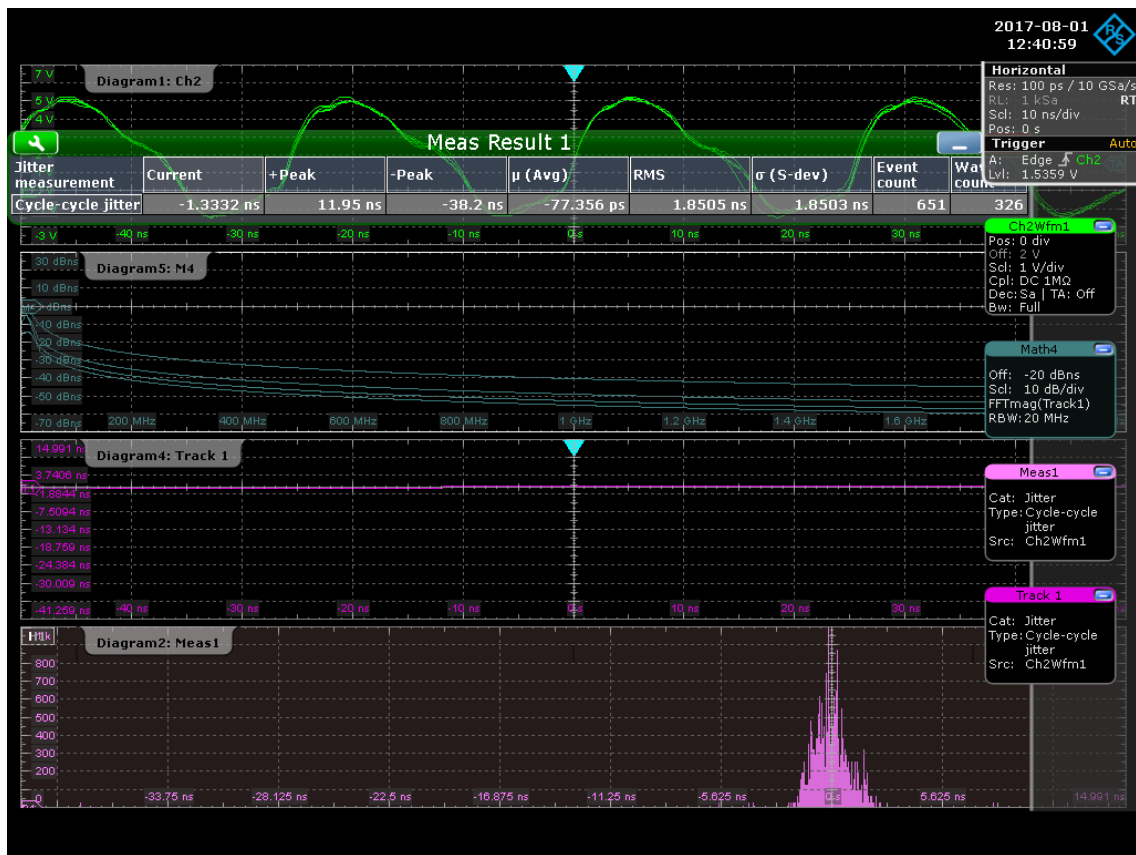 2017-08-01
12:40:59
Horizontal
Res: 100 ps / 10 GSa/s
RL: 1 kSa RT
Scl: 10 ns/div
Pos: 0 s
Trigger Auto
A: Edge Ch2
Lvl: 1.5359 V
7 V
Diagram1: Ch2
5 V
4 V
Meas Result 1
Jitter measurement Current +Peak -Peak µ (Avg) RMS σ (S-dev) Event count
Cycle-cycle jitter -1.3332 ns 11.95 ns -38.2 ns -77.356 ps 1.8505 ns 1.8503 ns 651 326
-3 V -40 ns -30 ns -20 ns -10 ns 0 s 10 ns 20 ns 30 ns
Ch2Wfm1
Pos: 0 div
Off: 2 V
Scl: 1 V/div
Cpl: DC 1MΩ
Dec: Sa | TA: Off
Bw: Full
30 dBns
Diagram5: M4
10 dBns
-40 dBns
-50 dBns
-70 dBns 200 MHz 400 MHz 600 MHz 800 MHz 1 GHz 1.2 GHz 1.4 GHz 1.6 GHz
Math4
Off: -20 dBns
Scl: 10 dB/div
FFTmag(Track1)
RBW: 20 MHz
14.991 ns
Diagram4: Track 1
3.7406 ns
-1.8844 ns
-7.5094 ns
-13.134 ns
-18.759 ns
-24.384 ns
-30.009 ns
-41.259 ns -40 ns -30 ns -20 ns -10 ns 0 s 10 ns 20 ns 30 ns
Meas1
Cat: Jitter
Type: Cycle-cycle
jitter
Src: Ch2Wfm1
Track 1
Cat: Jitter
Type: Cycle-cycle
jitter
Src: Ch2Wfm1
Diagram2: Meas1
800
700
600
500
400
300
200
0
-33.75 ns -28.125 ns -22.5 ns -16.875 ns -11.25 ns -5.625 ns 0 s 5.625 ns 14.991 ns